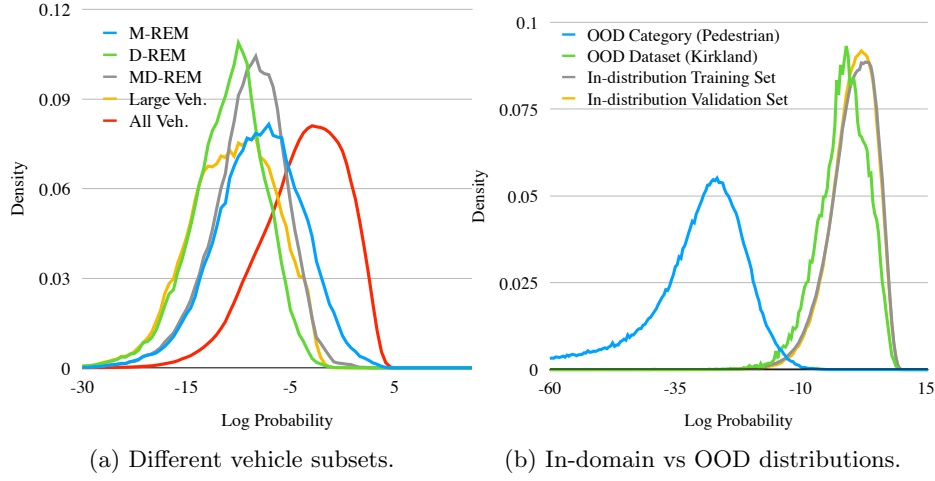 0.12
0.09
0.06
0.03
0
Density
M-REM
D-REM
MD-REM
Large Veh.
All Veh.
-30
-15
-5
5
Log Probability
(a) Different vehicle subsets.
0.1
0.075
0.05
0.025
0
Density
OOD Category (Pedestrian)
OOD Dataset (Kirkland)
In-distribution Training Set
In-distribution Validation Set
-60
-35
-10
15
Log Probability
(b) In-domain vs OOD distributions.